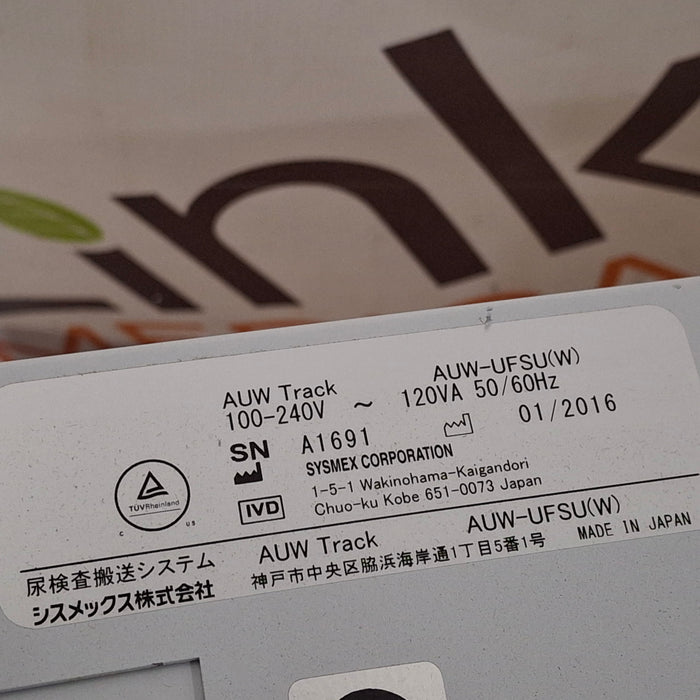 ink
AUW Track AUW-UFSU(W)
100-240V ~ 120VA 50/60Hz
SN A1691 01/2016
SYSMEX CORPORATION
1-5-1 Wakinohama-Kaigandori
Chuo-ku Kobe 651-0073 Japan
IVD
TÜVRheinland
C US
尿検査搬送システム AUW Track AUW-UFSU(W)
シスメックス株式会社 神戸市中央区脇浜海岸通1丁目5番1号 MADE IN JAPAN